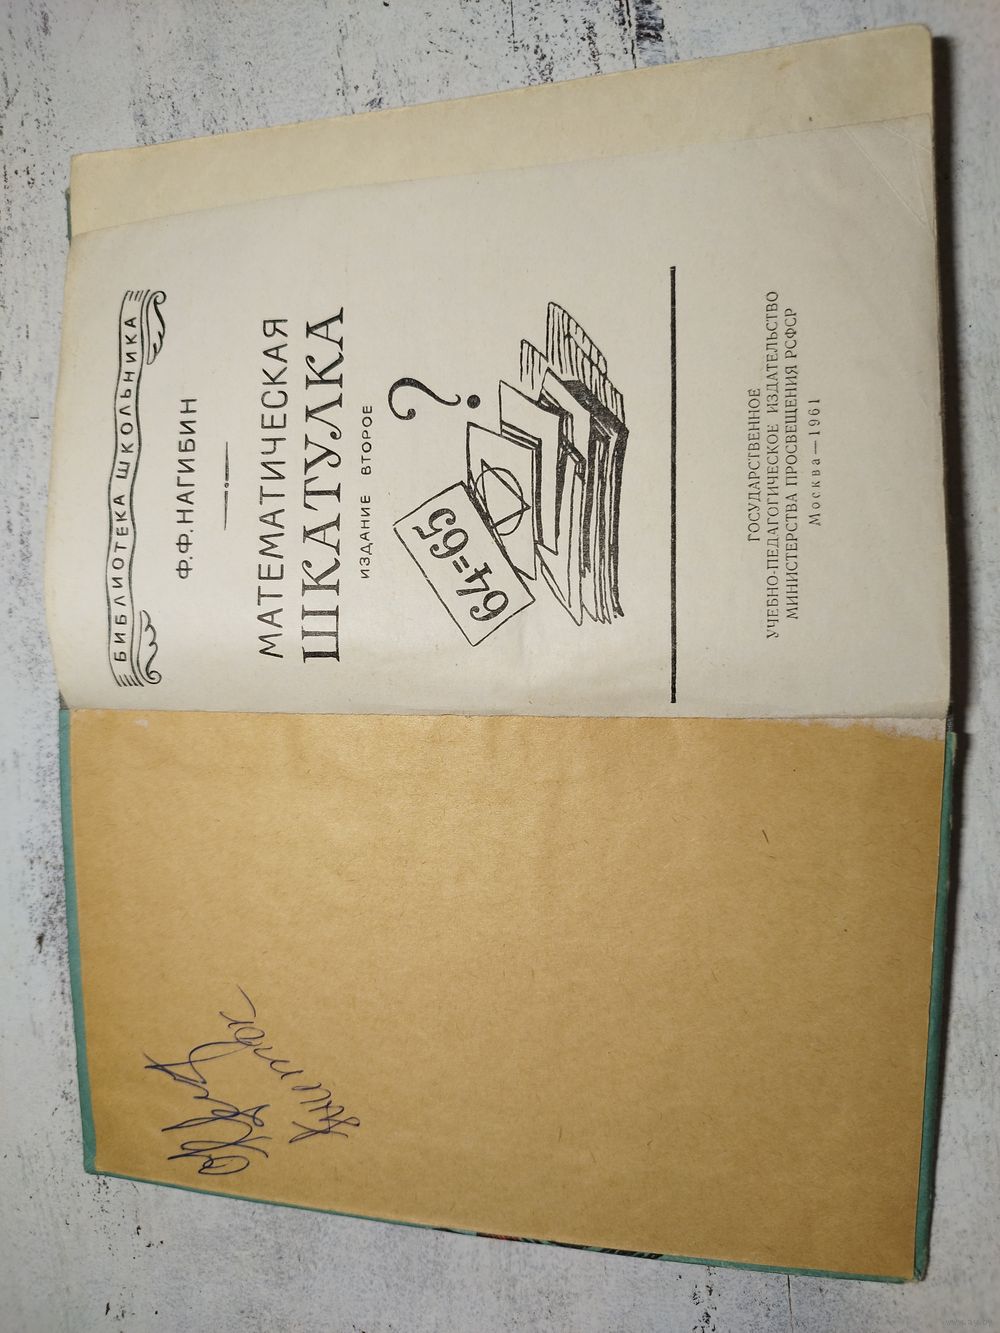 БИБЛИОТЕКА ШКОЛЬНИКА
Ф.Ф.НАГИБИН
МАТЕМАТИЧЕСКАЯ
ШКАТУЛКА
ИЗДАНИЕ ВТОРОЕ
?
64=65
ГОСУДАРСТВЕННОЕ
УЧЕБНО-ПЕДАГОГИЧЕСКОЕ ИЗДАТЕЛЬСТВО
МИНИСТЕРСТВА ПРОСВЕЩЕНИЯ РСФСР
Москва—1961